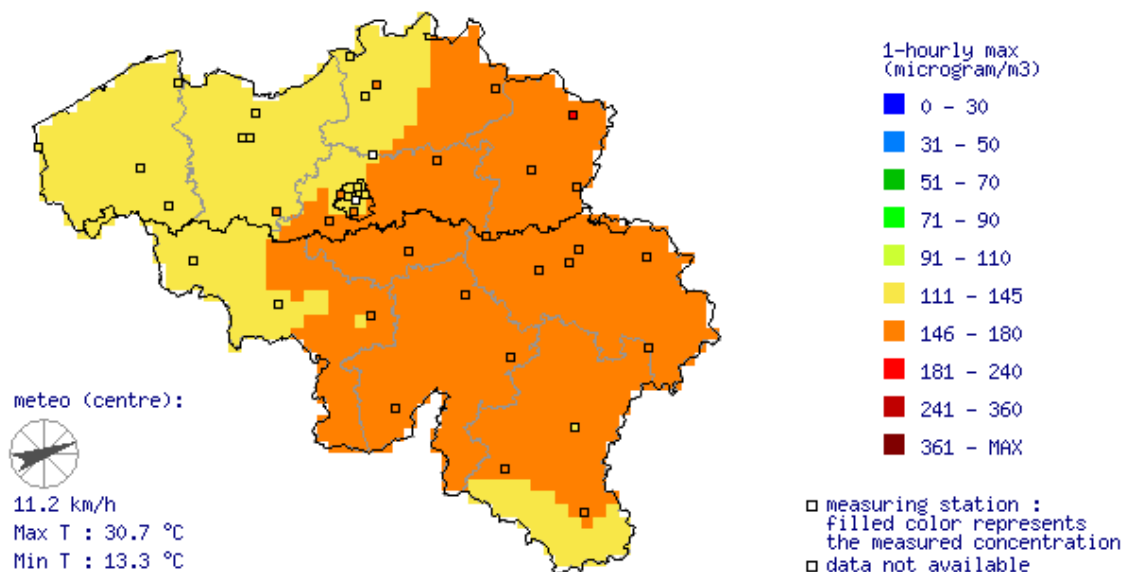 1-hourly max
(microgram/m3)
0 - 30
31 - 50
51 - 70
71 - 90
91 - 110
111 - 145
146 - 180
181 - 240
241 - 360
361 - MAX
meteo (centre):
11.2 km/h
Max T : 30.7 °C
Min T : 13.3 °C
measuring station :
filled color represents
the measured concentration
data not available